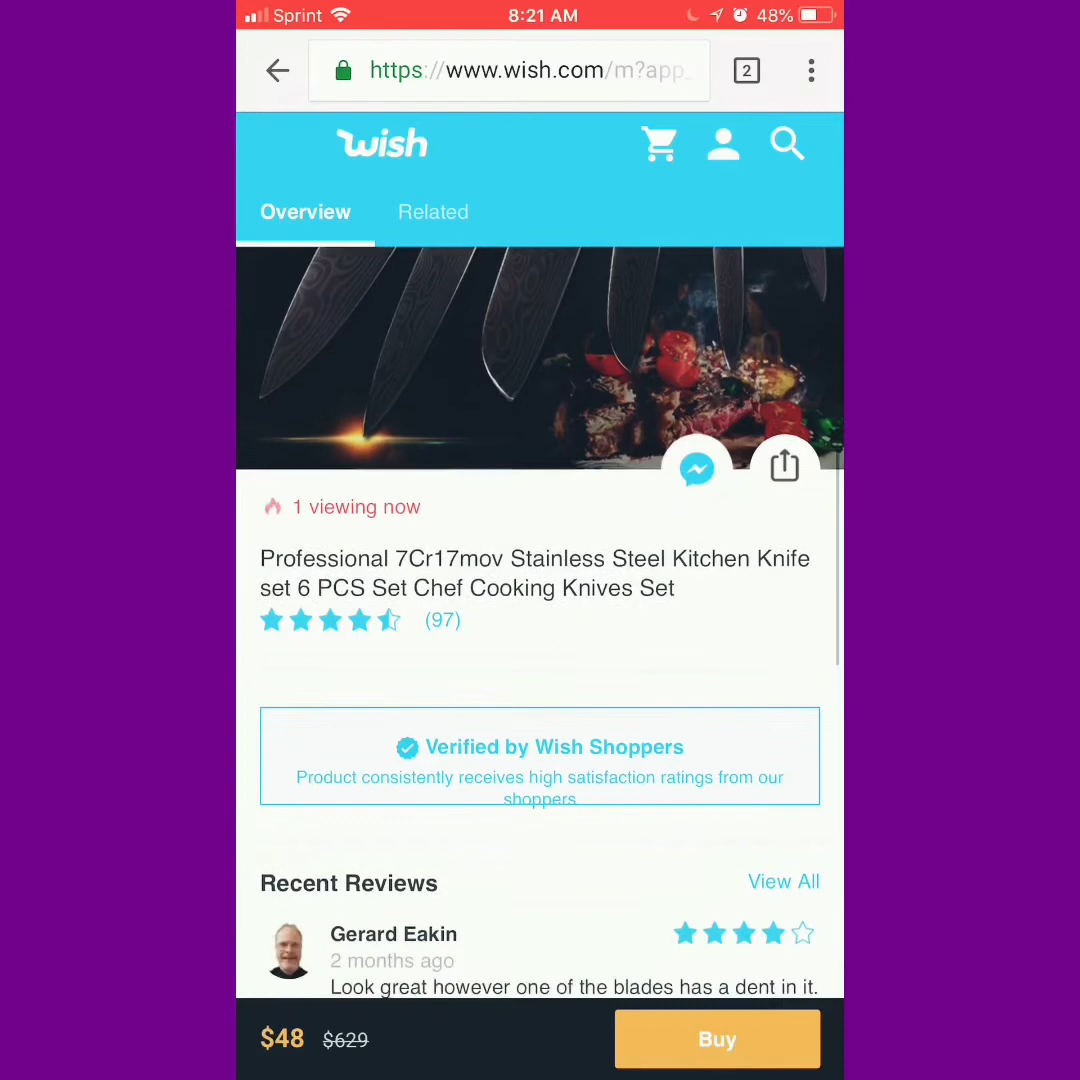 Sprint 8:21 AM 48%
https://www.wish.com/m?app_ 2
wish
Overview Related
1 viewing now
Professional 7Cr17mov Stainless Steel Kitchen Knife
set 6 PCS Set Chef Cooking Knives Set
(97)
Verified by Wish Shoppers
Product consistently receives high satisfaction ratings from our
shoppers
Recent Reviews View All
Gerard Eakin
2 months ago
Look great however one of the blades has a dent in it.
$48 $629 Buy